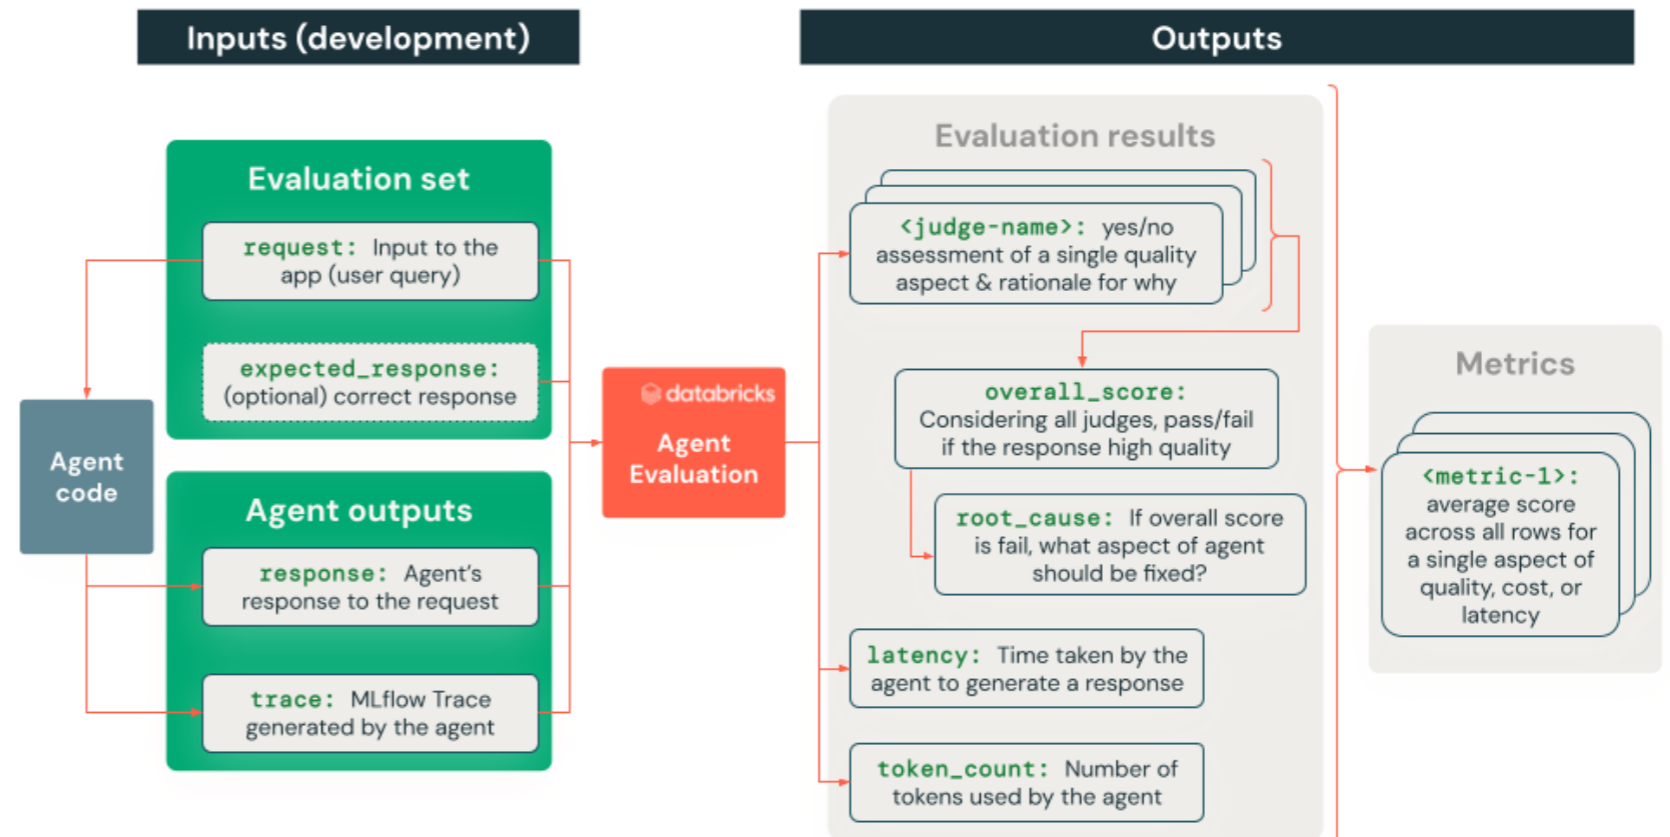 Inputs (development)
Outputs
Evaluation set
request: Input to the
app (user query)
expected_response:
(optional) correct response
Agent
code
Agent outputs
response: Agent's
response to the request
trace: MLflow Trace
generated by the agent
databricks
Agent
Evaluation
Evaluation results
<judge-name>: yes/no
assessment of a single quality
aspect & rationale for why
overall_score:
Considering all judges, pass/fail
if the response high quality
root_cause: If overall score
is fail, what aspect of agent
should be fixed?
latency: Time taken by the
agent to generate a response
token_count: Number of
tokens used by the agent
Metrics
<metric-1>:
average score
across all rows for
a single aspect of
quality, cost, or
latency